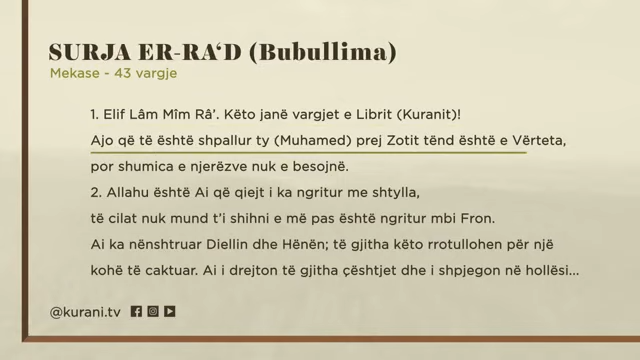 SURJA ER-RA‘D (Bubullima)
Mekase - 43 vargje
1. Elif Lâm Mîm Râ’. Këto janë vargjet e Librit (Kuranit)!
Ajo që të është shpallur ty (Muhamed) prej Zotit tënd është e Vërteta,
por shumica e njerëzve nuk e besojnë.
2. Allahu është Ai që qiejt i ka ngritur me shtylla,
të cilat nuk mund t’i shihni e më pas është ngritur mbi Fron.
Ai ka nënshtruar Diellin dhe Hënën; të gjitha këto rrotullohen për një
kohë të caktuar. Ai i drejton të gjitha çështjet dhe i shpjegon në hollësi...
@kurani.tv